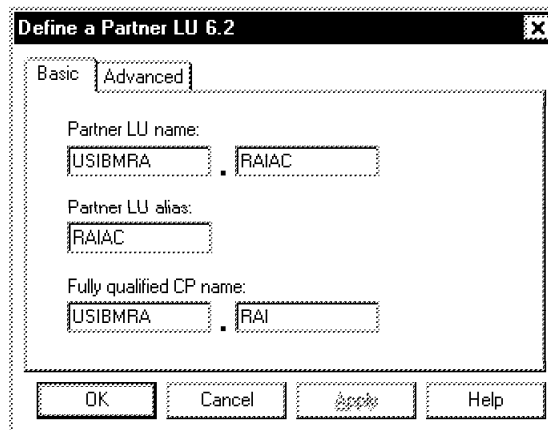 Define a Partner LU 6.2
Basic Advanced
Partner LU name:
USIBMRA . RAIAC
Partner LU alias:
RAIAC
Fully qualified CP name:
USIBMRA . RAI
OK Cancel Apply Help